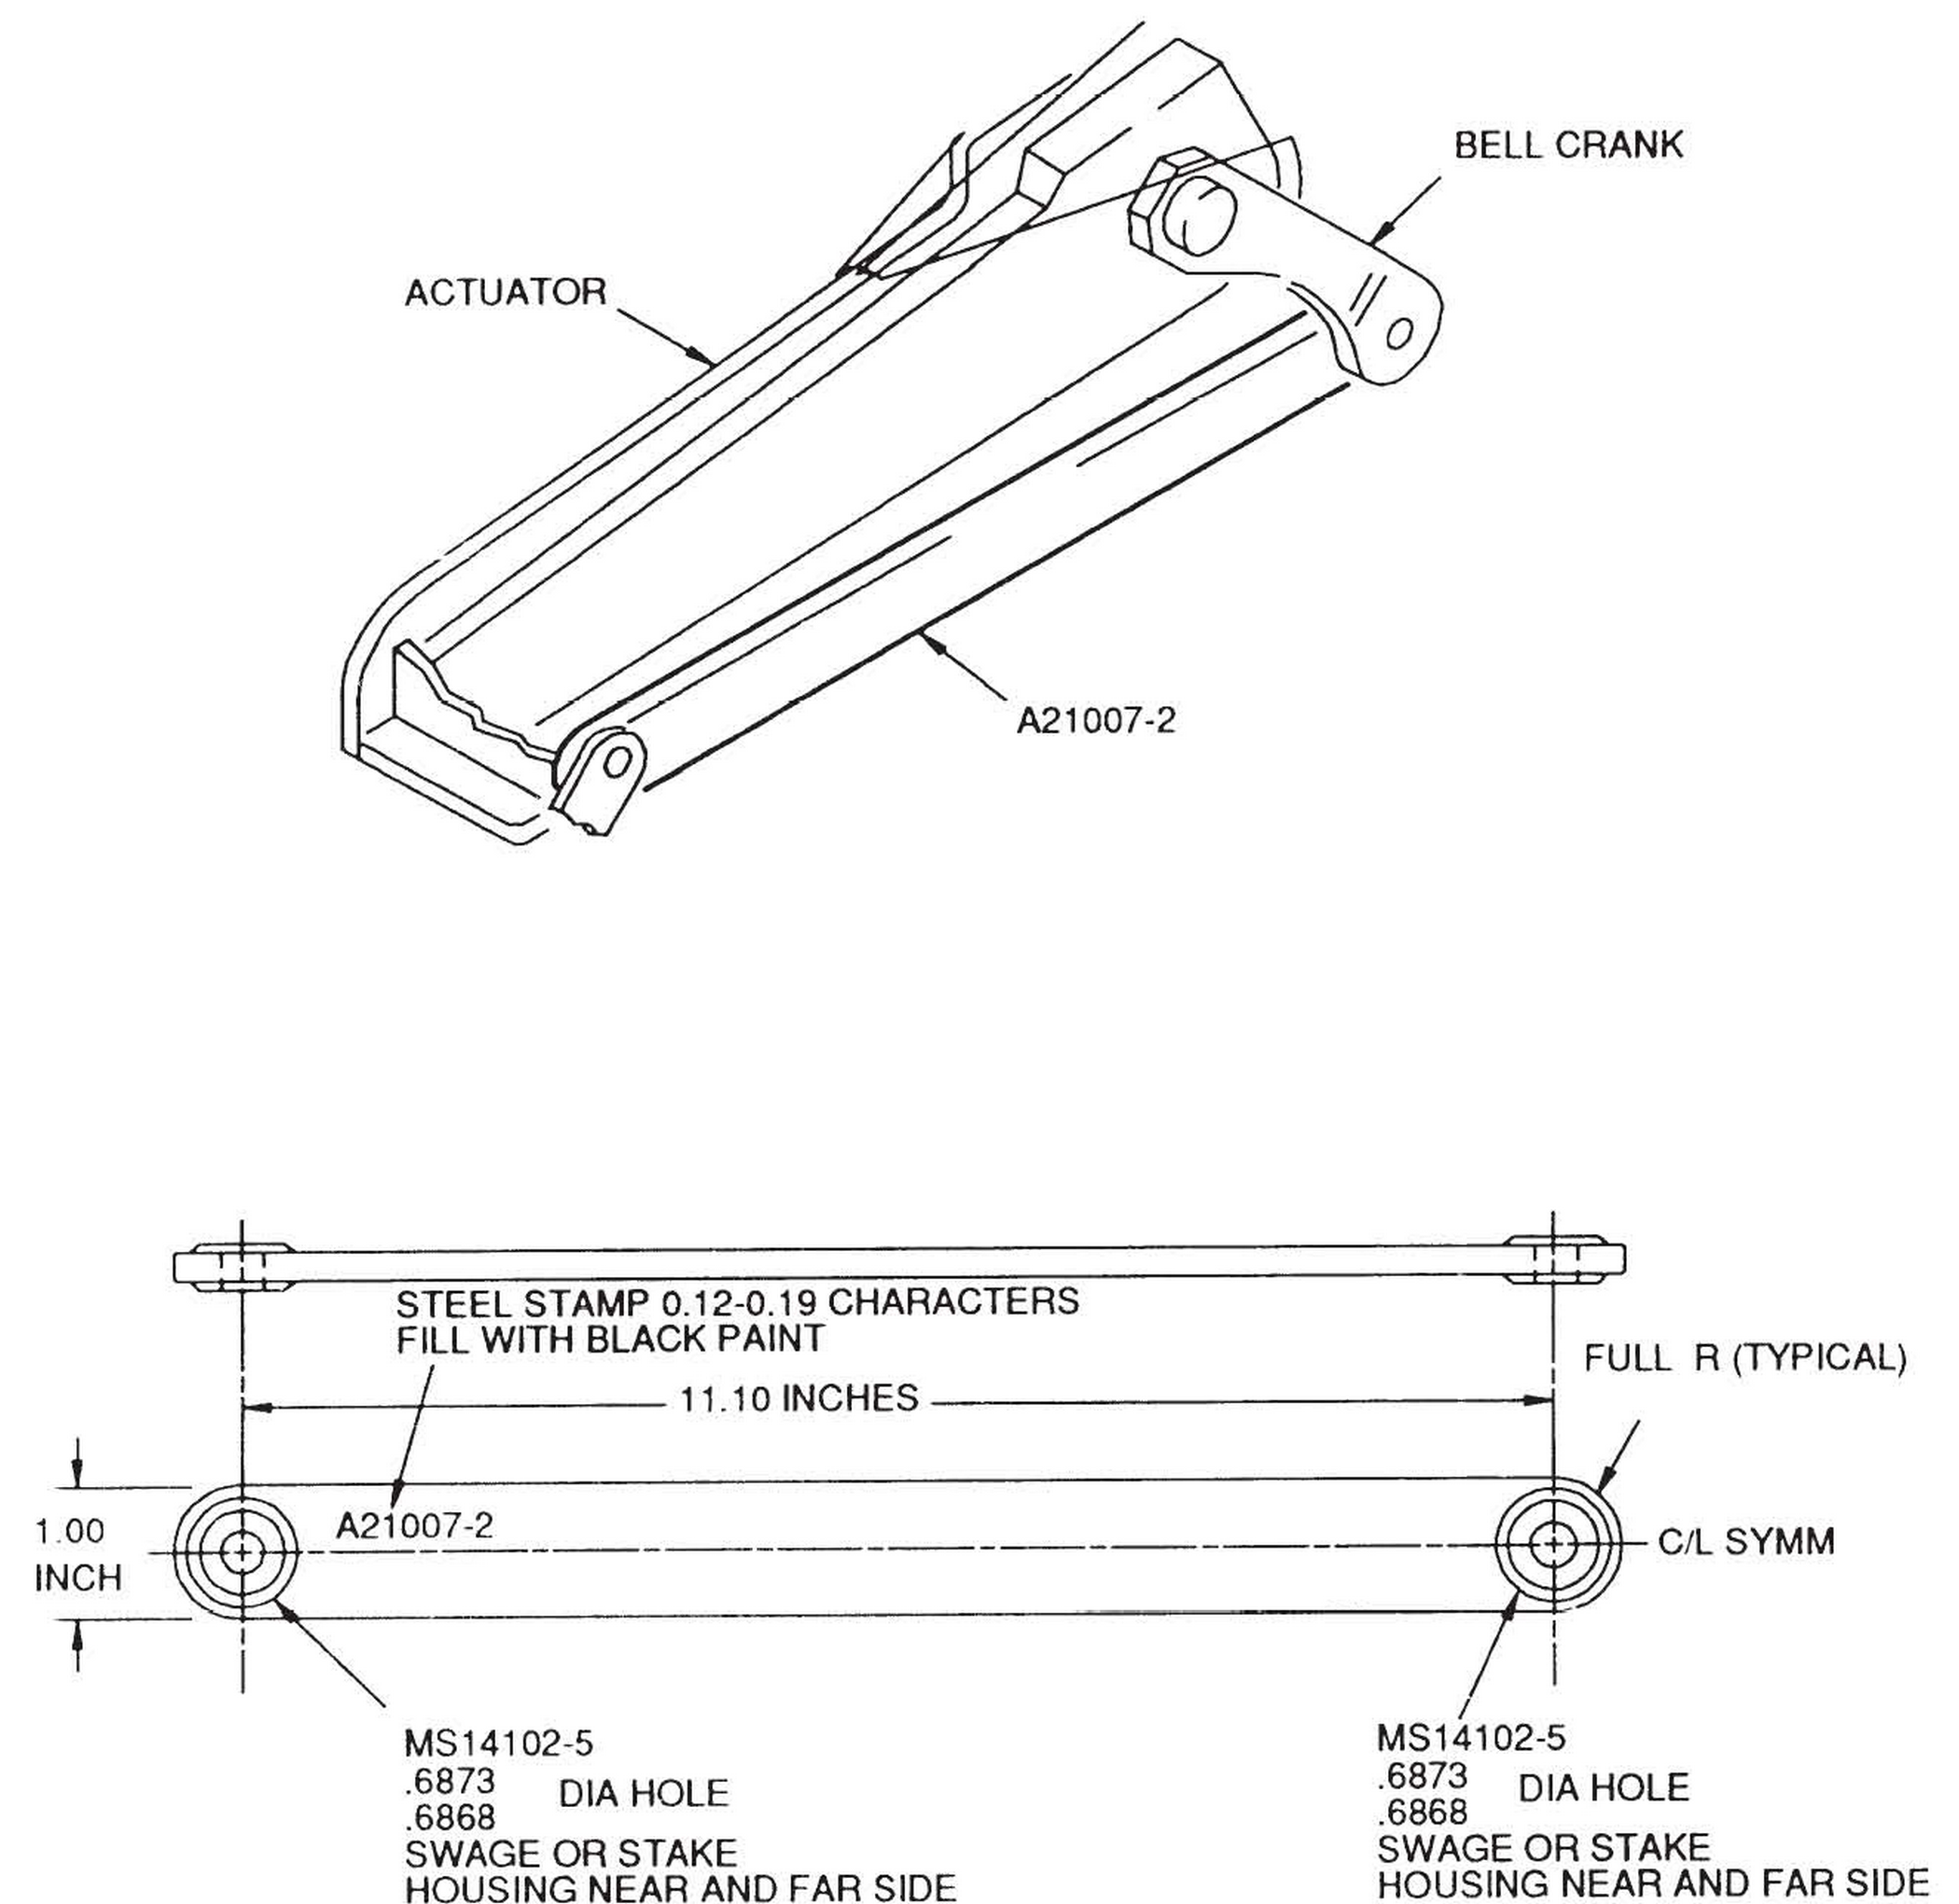 BELL CRANK
ACTUATOR
A21007-2
STEEL STAMP 0.12-0.19 CHARACTERS
FILL WITH BLACK PAINT
FULL R (TYPICAL)
11.10 INCHES
1.00
INCH
A21007-2
C/L SYMM
MS14102-5
.6873
.6868
DIA HOLE
SWAGE OR STAKE
HOUSING NEAR AND FAR SIDE
MS14102-5
.6873
.6868
DIA HOLE
SWAGE OR STAKE
HOUSING NEAR AND FAR SIDE